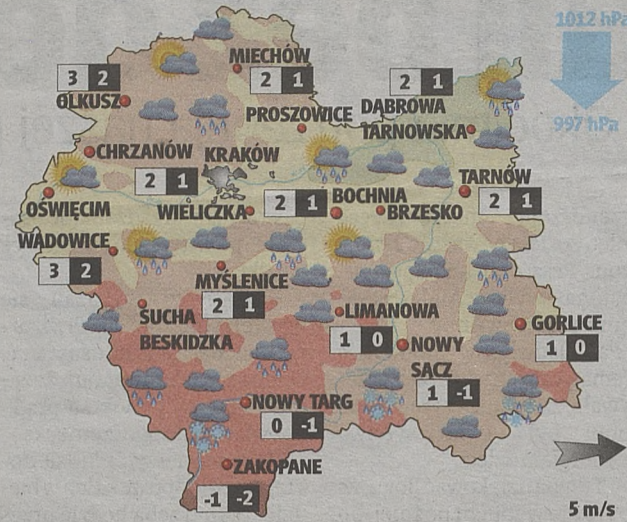 1012 hPa
997 hPa
MIECHÓW
2 1
3 2
OLKUSZ
2 1
DĄBROWA
TARNOWSKA
PROSZOWICE
CHRZANÓW
KRAKÓW
2 1
TARNÓW
2 1
OŚWIĘCIM
WIELICZKA
2 1
BOCHNIA
BRZESKO
WADOWICE
3 2
MYŚLENICE
2 1
SUCHA
BESKIDZKA
LIMANOWA
1 0
GORLICE
1 0
NOWY
SĄCZ
1 -1
NOWY TARG
0 -1
ZAKOPANE
-1 -2
5 m/s